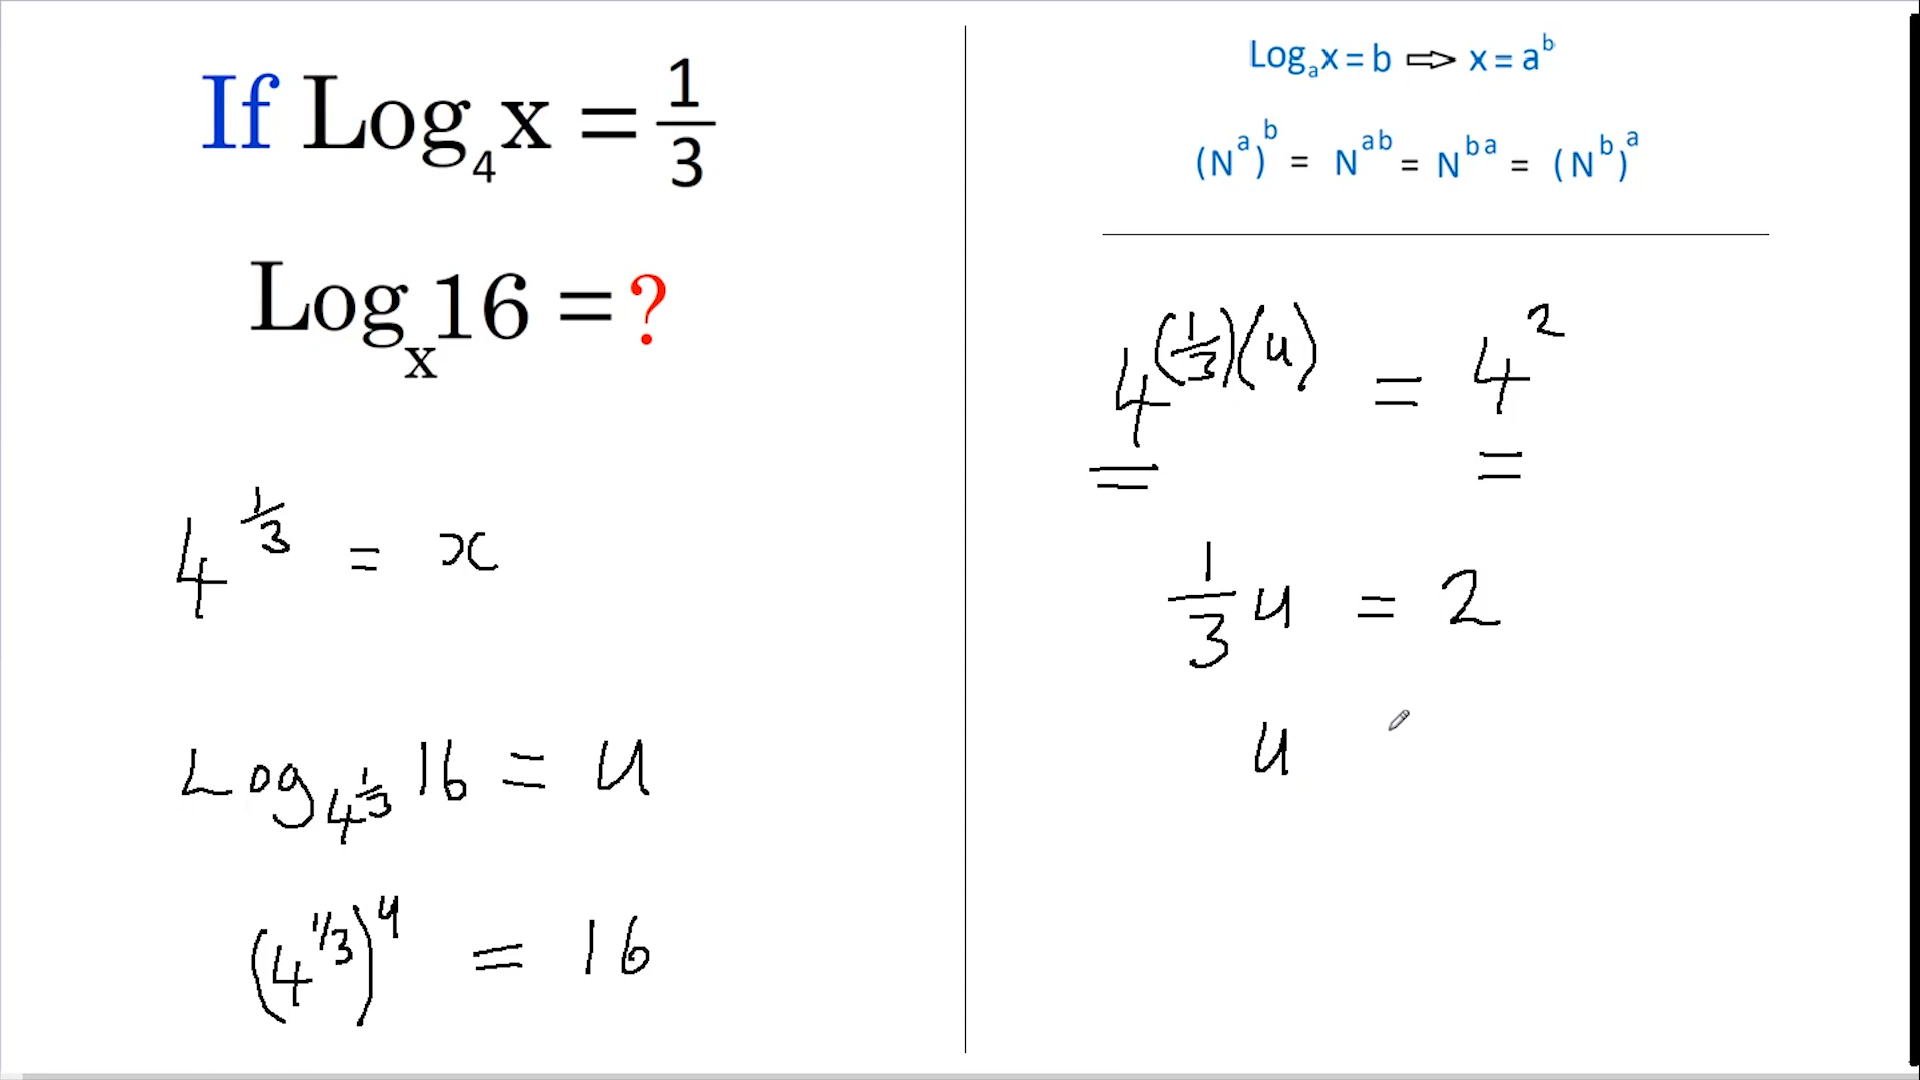 If Log₄x = 1/3
Logₓ16 = ?
4^(1/3) = x
Log_(4^(1/3)) 16 = u
(4^(1/3))^u = 16
Logₐx = b ⇨ x = a^b
(N^a)^b = N^(ab) = N^(ba) = (N^b)^a
4^((1/3)(u)) = 4^2
= =
1/3 u = 2
u